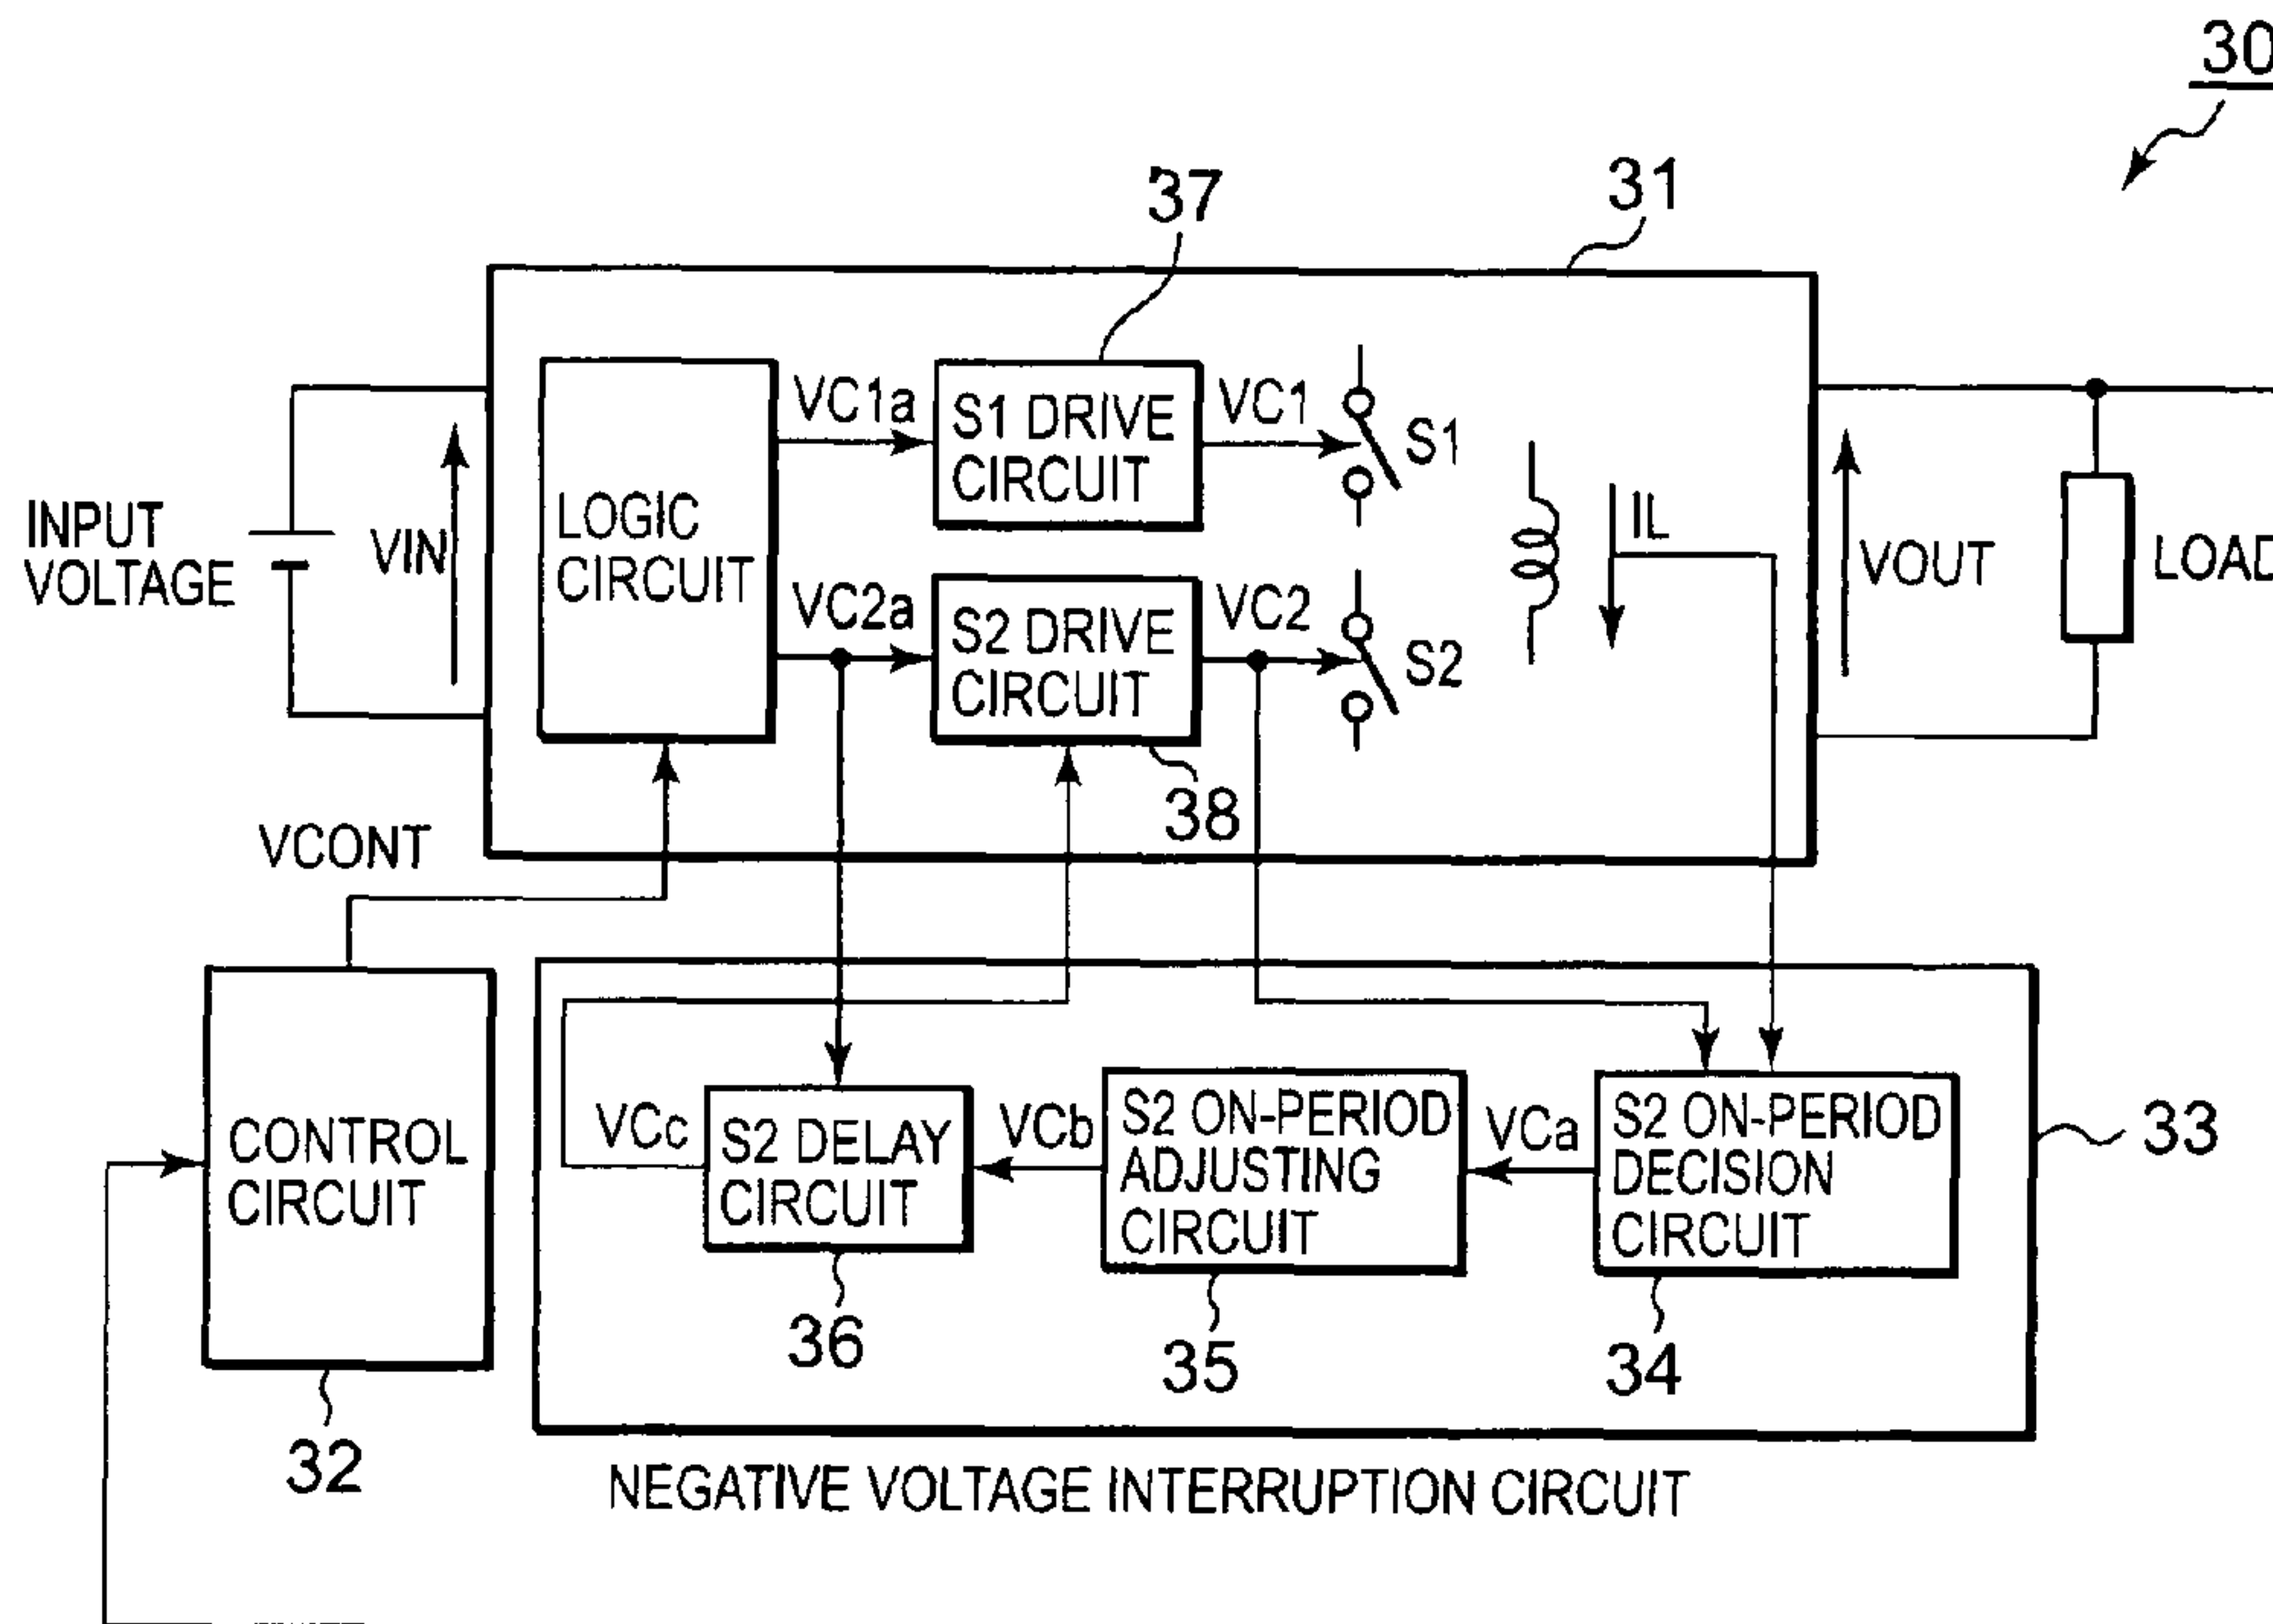 30
37
31
VC1a
S1 DRIVE
CIRCUIT
VC1
S1
INPUT
VOLTAGE
VIN
LOGIC
CIRCUIT
IL
VOUT
LOAD
VC2a
S2 DRIVE
CIRCUIT
VC2
S2
38
VCONT
CONTROL
CIRCUIT
VCc
S2 DELAY
CIRCUIT
VCb
S2 ON-PERIOD
ADJUSTING
CIRCUIT
VCa
S2 ON-PERIOD
DECISION
CIRCUIT
33
36
35
34
32
NEGATIVE VOLTAGE INTERRUPTION CIRCUIT